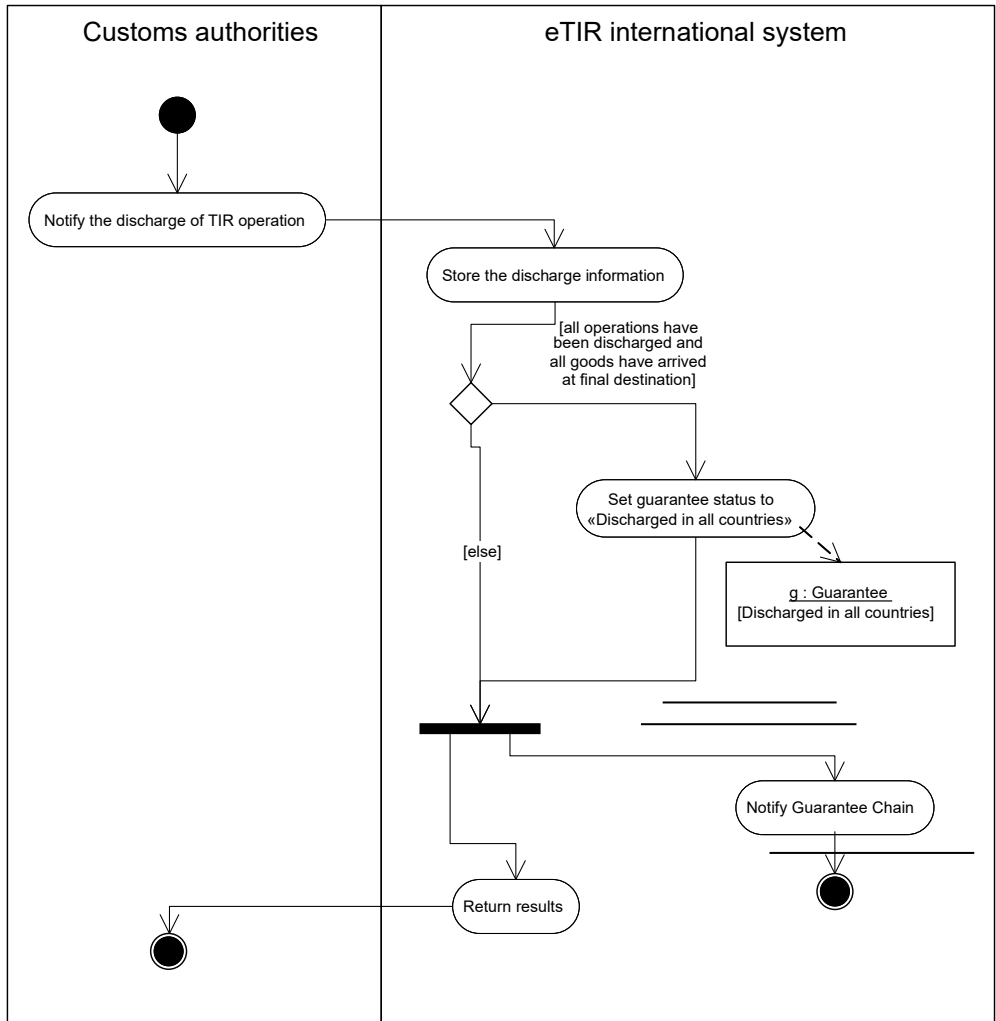 Customs authorities
eTIR international system
Notify the discharge of TIR operation
Store the discharge information
[all operations have
been discharged and
all goods have arrived
at final destination]
Set guarantee status to
«Discharged in all countries»
[else]
g : Guarantee
[Discharged in all countries]
Notify Guarantee Chain
Return results